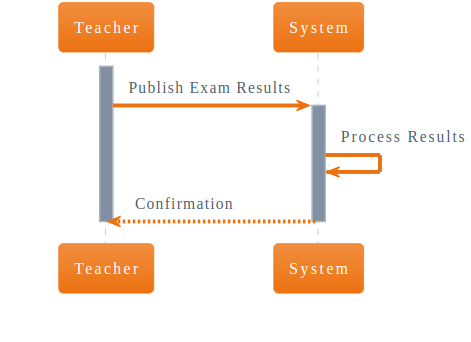 Teacher
System
Publish Exam Results
Process Results
Confirmation
Teacher
System